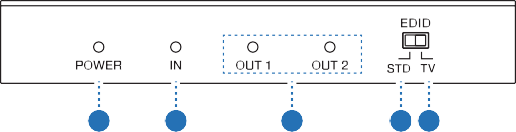 EDID
POWER IN OUT 1 OUT 2 STD TV